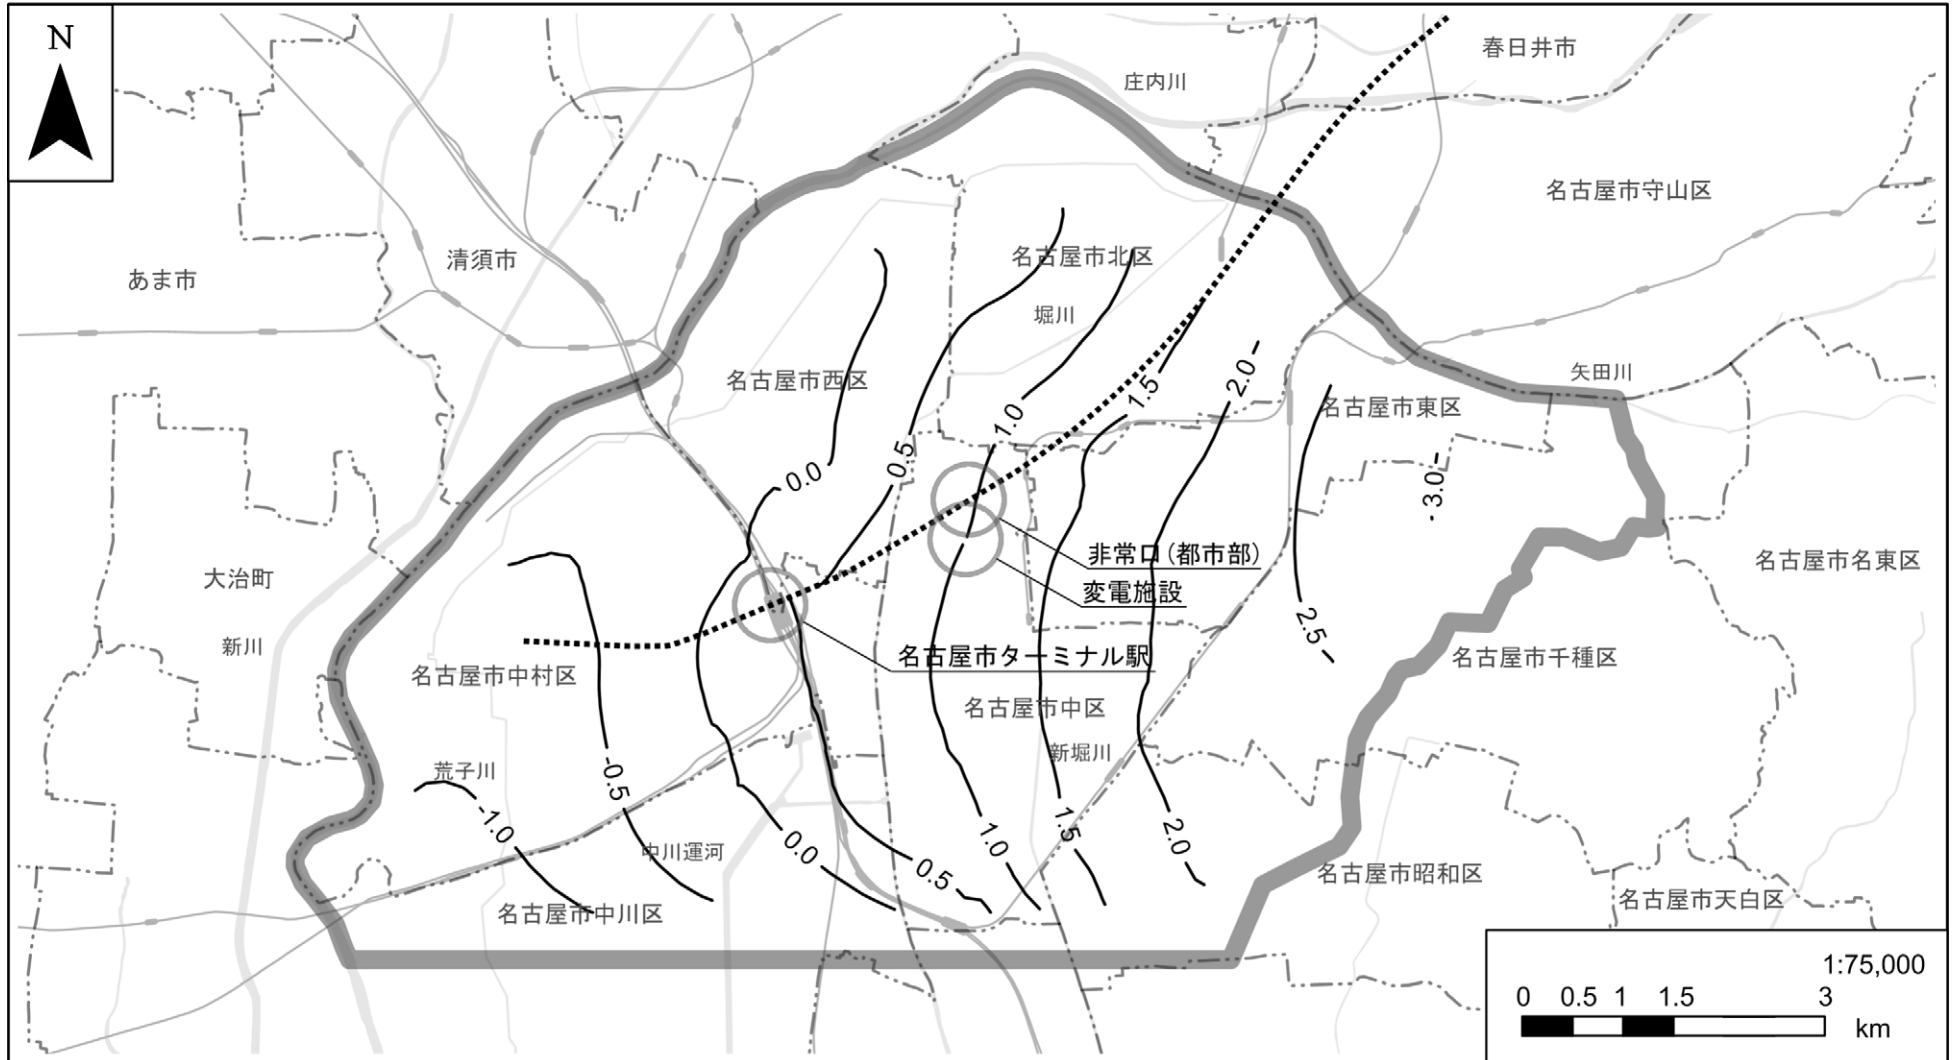 N
春日井市
庄内川
名古屋市守山区
名古屋市北区
清須市
あま市
堀川
2.0
矢田川
名古屋市西区
1.5
名古屋市東区
1.0
0.5
0.0
-3.0-
非常口(都市部)
名古屋市名東区
大治町
変電施設
2.5
新川
名古屋市ターミナル駅
名古屋市千種区
名古屋市中村区
名古屋市中区
新堀川
荒子川
-0.5
-1.0
1.5
2.0
1.0
0.0
中川運河
0.5
名古屋市昭和区
名古屋市天白区
名古屋市中川区
1:75,000
0 0.5 1 1.5 3
km